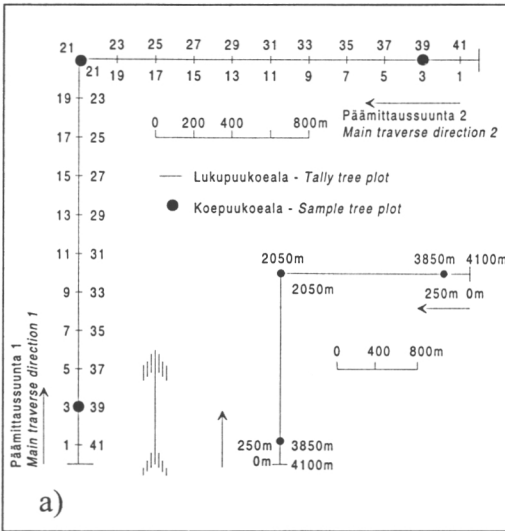 21 23 25 27 29 31 33 35 37 39 41
21 19 17 15 13 11 9 7 5 3 1
19 23
17 25
15 27
13 29
11 31
9 33
7 35
5 37
3 39
1 41
Päämittaussuunta 2
Main traverse direction 2
0 200 400 800m
Lukupuukoeala - Tally tree plot
Koepuukoeala - Sample tree plot
2050m 3850m 4100m
2050m 250m 0m
0 400 800m
250m 3850m
0m 4100m
Päämittaussuunta 1
Main traverse direction 1
a)